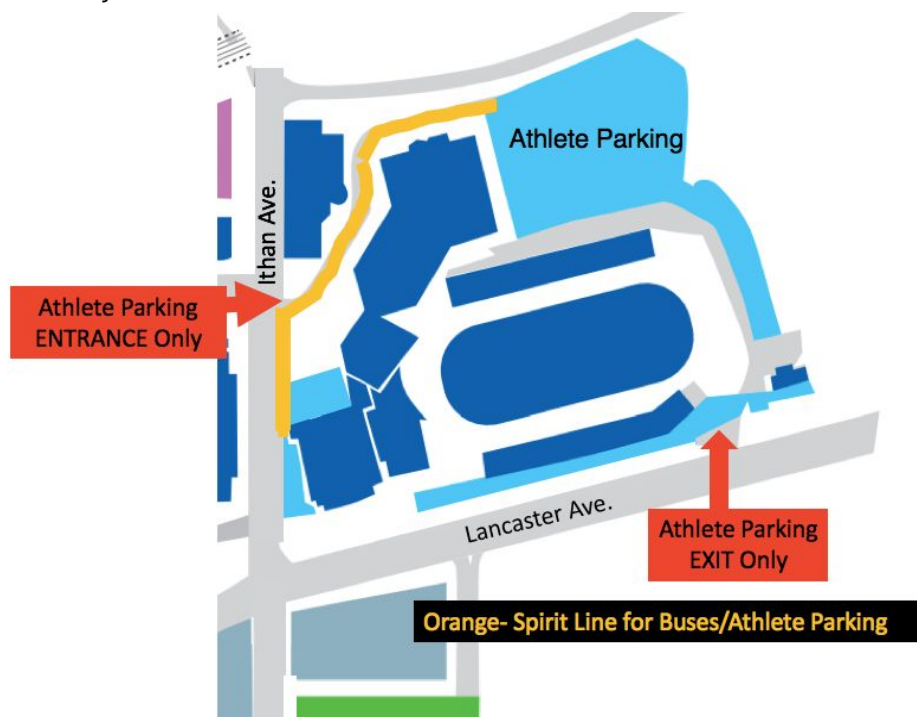 Athlete Parking
Ithan Ave.
Athlete Parking
ENTRANCE Only
Lancaster Ave.
Athlete Parking
EXIT Only
Orange- Spirit Line for Buses/Athlete Parking